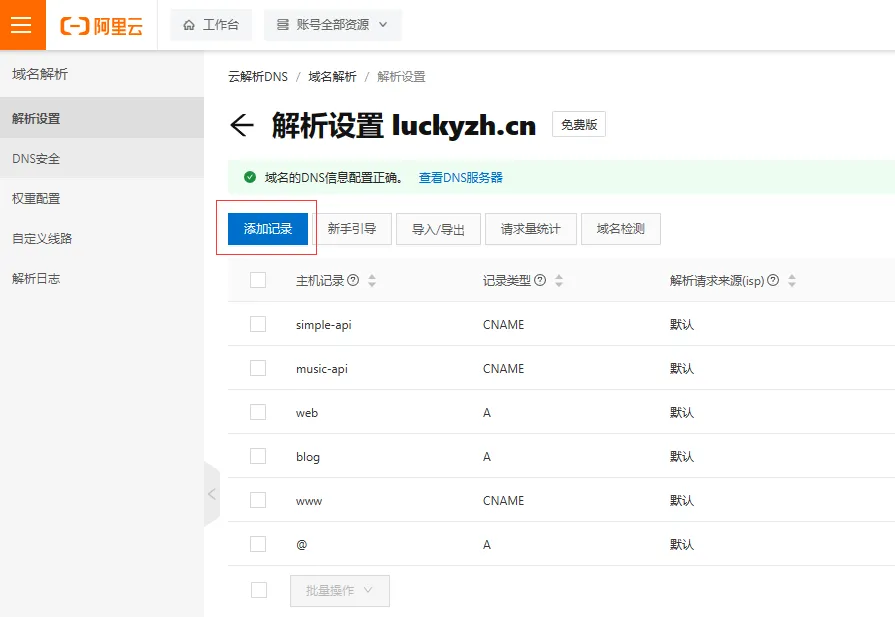 阿里云 工作台 账号全部资源
域名解析
解析设置
DNS安全
权重配置
自定义线路
解析日志
云解析DNS / 域名解析 / 解析设置
解析设置 luckyzh.cn 免费版
域名的DNS信息配置正确。 查看DNS服务器
添加记录 新手引导 导入/导出 请求量统计 域名检测
主机记录 记录类型 解析请求来源(isp)
simple-api CNAME 默认
music-api CNAME 默认
web A 默认
blog A 默认
www CNAME 默认
@ A 默认
批量操作